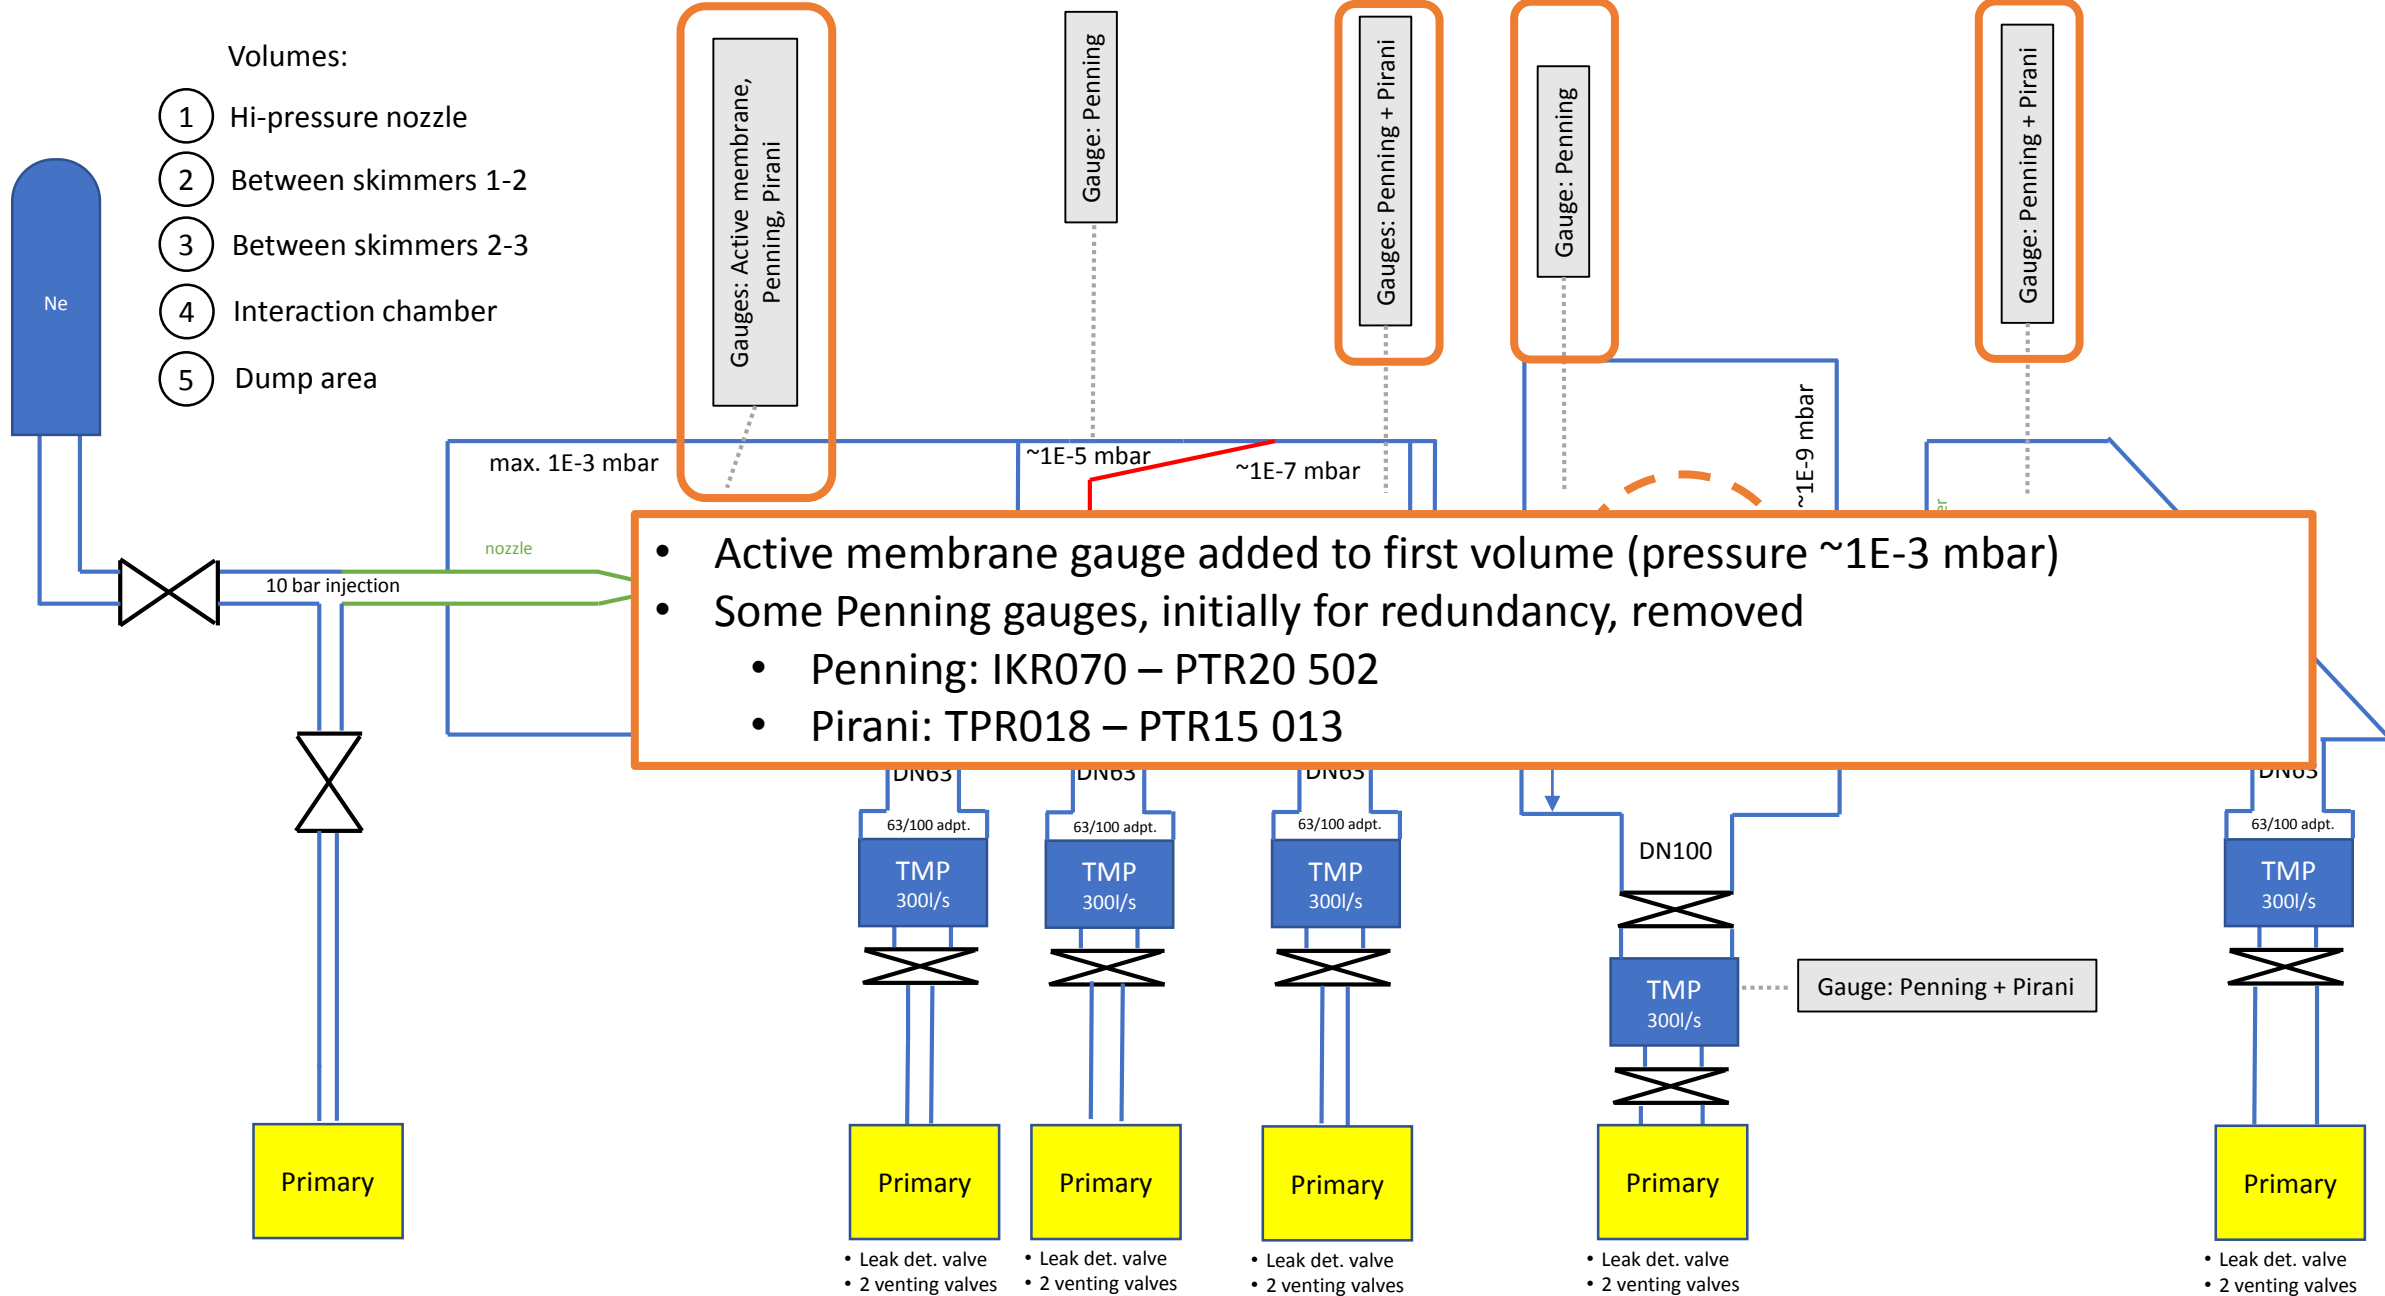 Volumes:
1 Hi-pressure nozzle
2 Between skimmers 1-2
3 Between skimmers 2-3
4 Interaction chamber
5 Dump area
Ne
Gauges: Active membrane,
Penning, Pirani
Gauge: Penning
Gauges: Penning + Pirani
Gauge: Penning
Gauge: Penning + Pirani
max. 1E-3 mbar
~1E-5 mbar
~1E-7 mbar
~1E-9 mbar
nozzle
10 bar injection
• Active membrane gauge added to first volume (pressure ~1E-3 mbar)
• Some Penning gauges, initially for redundancy, removed
• Penning: IKR070 – PTR20 502
• Pirani: TPR018 – PTR15 013
DN63
DN63
DN63
DN63
63/100 adpt.
63/100 adpt.
63/100 adpt.
63/100 adpt.
DN100
TMP
300l/s
TMP
300l/s
TMP
300l/s
TMP
300l/s
TMP
300l/s
Gauge: Penning + Pirani
Primary
Primary
Primary
Primary
Primary
Primary
• Leak det. valve
• 2 venting valves
• Leak det. valve
• 2 venting valves
• Leak det. valve
• 2 venting valves
• Leak det. valve
• 2 venting valves
• Leak det. valve
• 2 venting valves